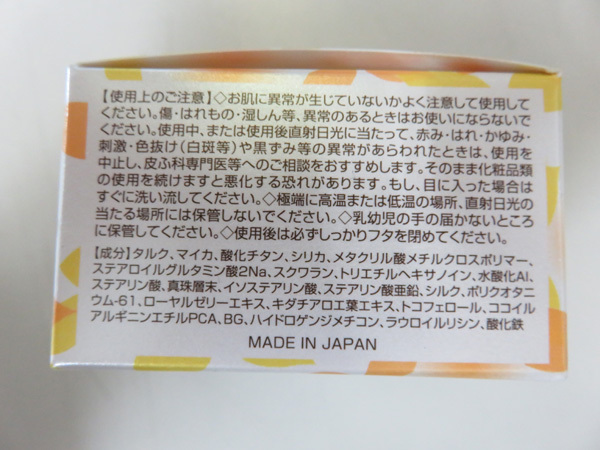 【使用上のご注意】◇お肌に異常が生じていないかよく注意して使用して
ください。傷・はれもの・湿しん等、異常のあるときはお使いにならないで
ください。使用中、または使用後直射日光に当たって、赤み・はれ・かゆみ・
刺激・色抜け(白斑等)や黒ずみ等の異常があらわれたときは、使用を
中止し、皮ふ科専門医等へのご相談をおすすめします。そのまま化粧品類
の使用を続けますと悪化する恐れがあります。もし、目に入った場合は
すぐに洗い流してください。◇極端に高温または低温の場所、直射日光の
当たる場所には保管しないでください。◇乳幼児の手の届かないところ
に保管してください。◇使用後は必ずしっかりフタを閉めてください。
【成分】タルク、マイカ、酸化チタン、シリカ、メタクリル酸メチルクロスポリマー、
ステアロイルグルタミン酸2Na、スクワラン、トリエチルヘキサノイン、水酸化Al、
ステアリン酸、真珠層末、イソステアリン酸、ステアリン酸亜鉛、シルク、ポリクオタニ
ウム-61、ローヤルゼリーエキス、キダチアロエ葉エキス、トコフェロール、ココイル
アルギニンエチルPCA、BG、ハイドロゲンジメチコン、ラウロイルリシン、酸化鉄
MADE IN JAPAN